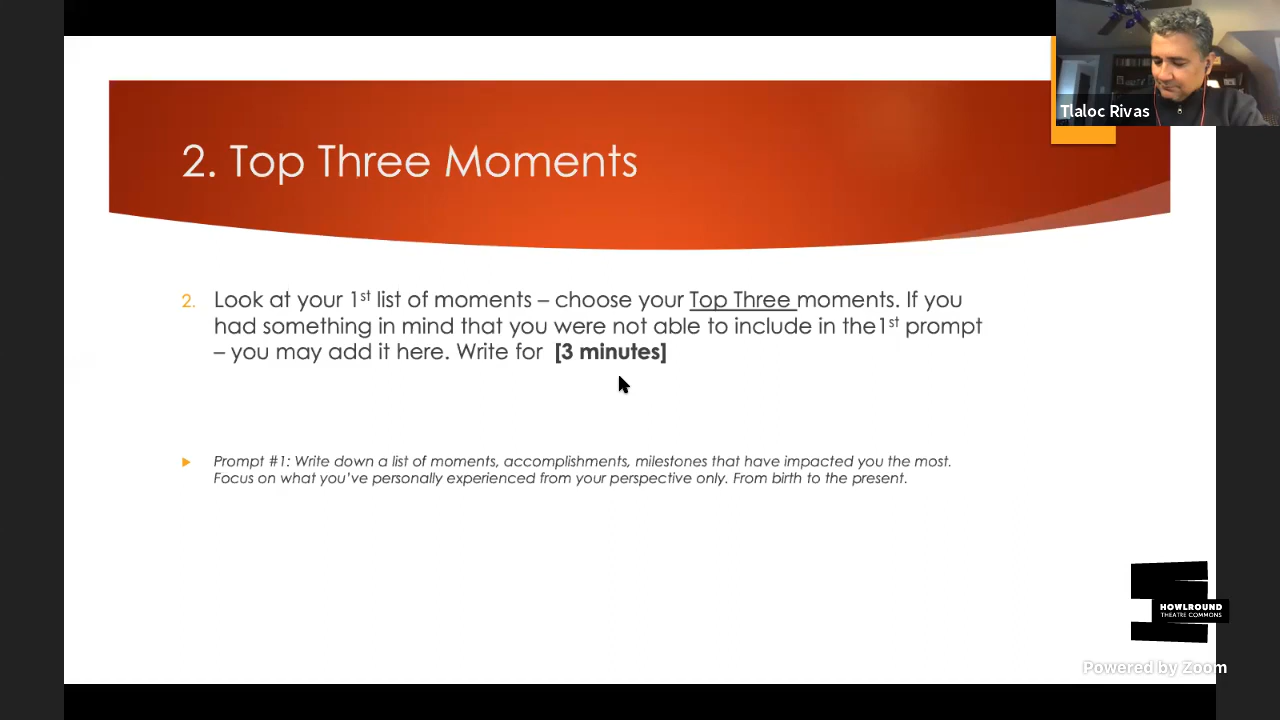 Tlaloc Rivas
2. Top Three Moments
2. Look at your 1st list of moments – choose your Top Three moments. If you
had something in mind that you were not able to include in the1st prompt
– you may add it here. Write for [3 minutes]
Prompt #1: Write down a list of moments, accomplishments, milestones that have impacted you the most.
Focus on what you've personally experienced from your perspective only. From birth to the present.
HOWLROUND
THEATRE COMMONS
Powered by Zoom